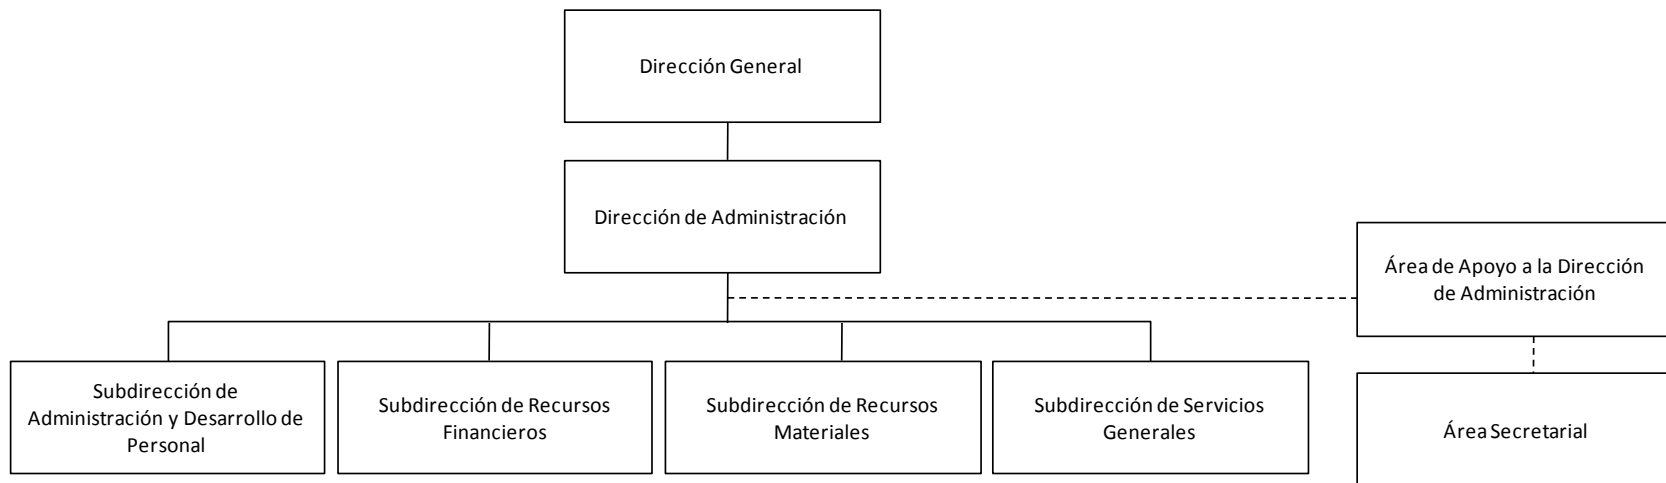 Dirección General
Dirección de Administración
Área de Apoyo a la Dirección
de Administración
Subdirección de
Administración y Desarrollo de
Personal
Subdirección de Recursos
Financieros
Subdirección de Recursos
Materiales
Subdirección de Servicios
Generales
Área Secretarial